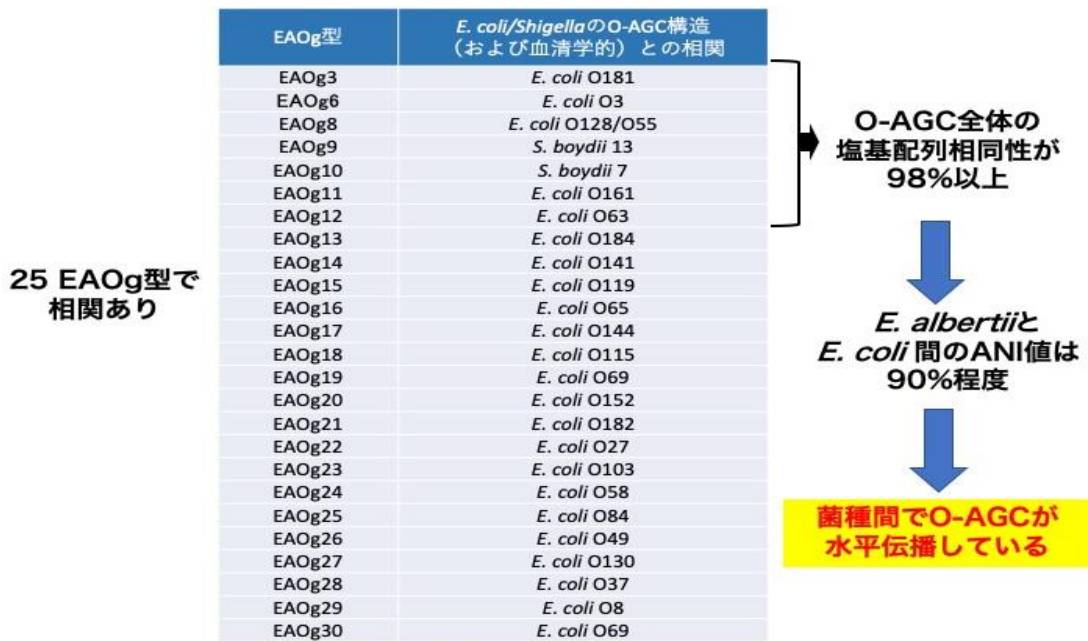 EAOg型 E. coli/ShigellaのO-AGC構造
（および血清学的）との相関
EAOg3 E. coli O181
EAOg6 E. coli O3
EAOg8 E. coli O128/O55
EAOg9 S. boydii 13
EAOg10 S. boydii 7
EAOg11 E. coli O161
EAOg12 E. coli O63
EAOg13 E. coli O184
EAOg14 E. coli O141
EAOg15 E. coli O119
EAOg16 E. coli O65
EAOg17 E. coli O144
EAOg18 E. coli O115
EAOg19 E. coli O69
EAOg20 E. coli O152
EAOg21 E. coli O182
EAOg22 E. coli O27
EAOg23 E. coli O103
EAOg24 E. coli O58
EAOg25 E. coli O84
EAOg26 E. coli O49
EAOg27 E. coli O130
EAOg28 E. coli O37
EAOg29 E. coli O8
EAOg30 E. coli O69
25 EAOg型で
相関あり
O-AGC全体の
塩基配列相同性が
98%以上
E. albertiiと
E. coli 間のANI値は
90%程度
菌種間でO-AGCが
水平伝播している